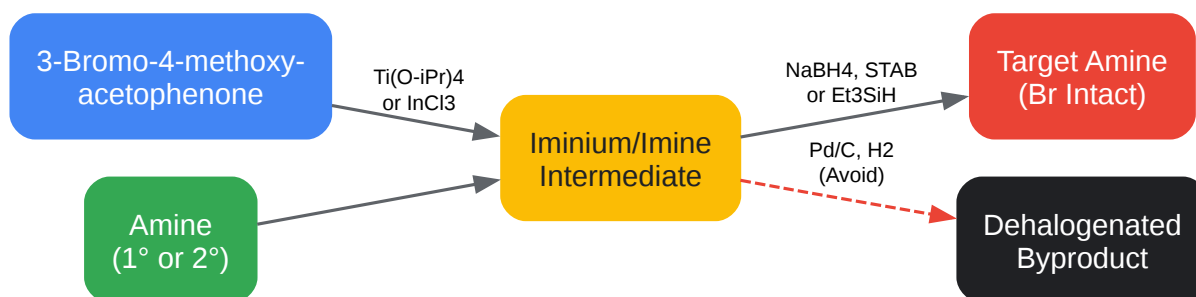 3-Bromo-4-methoxy-
acetophenone
Amine
(1° or 2°)
Ti(O-iPr)4
or InCl3
Iminium/Imine
Intermediate
NaBH4, STAB
or Et3SiH
Pd/C, H2
(Avoid)
Target Amine
(Br Intact)
Dehalogenated
Byproduct